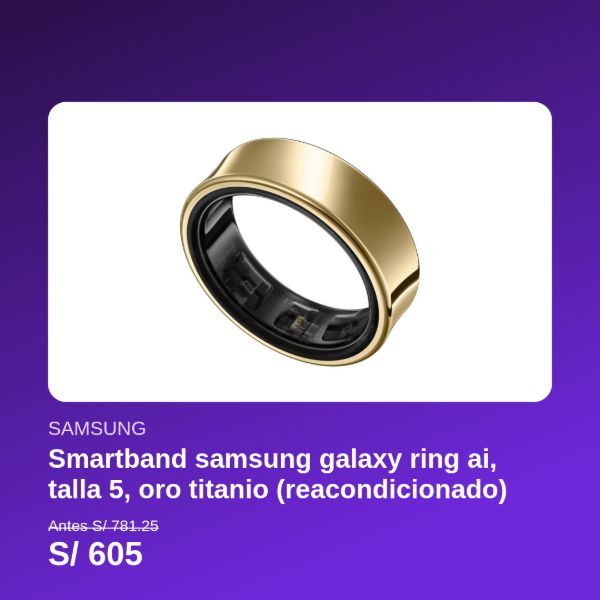 SAMSUNG
Smartband samsung galaxy ring ai,
talla 5, oro titanio (reacondicionado)
Antes S/ 781.25
S/ 605